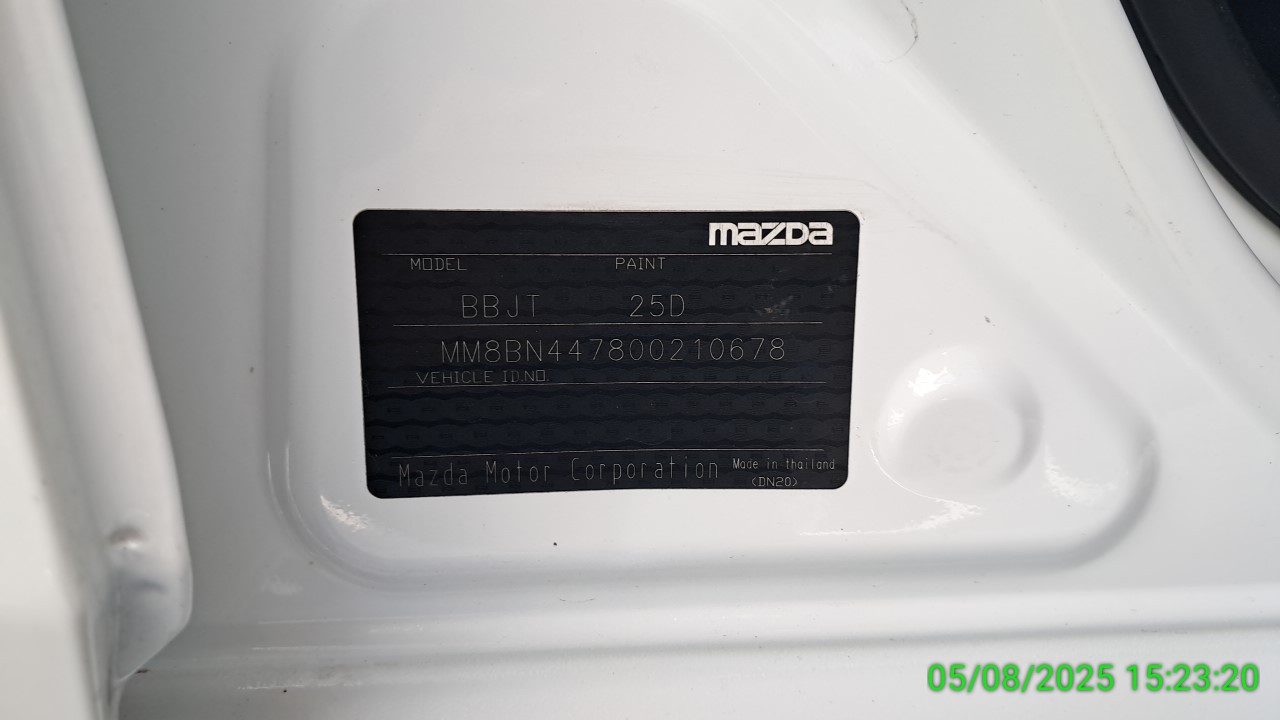 mazda
MODEL PAINT
BBJT 25D
MM8BN447800210678
VEHICLE ID.NO.
Mazda Motor Corporation Made in thailand
(DN20)
05/08/2025 15:23:20